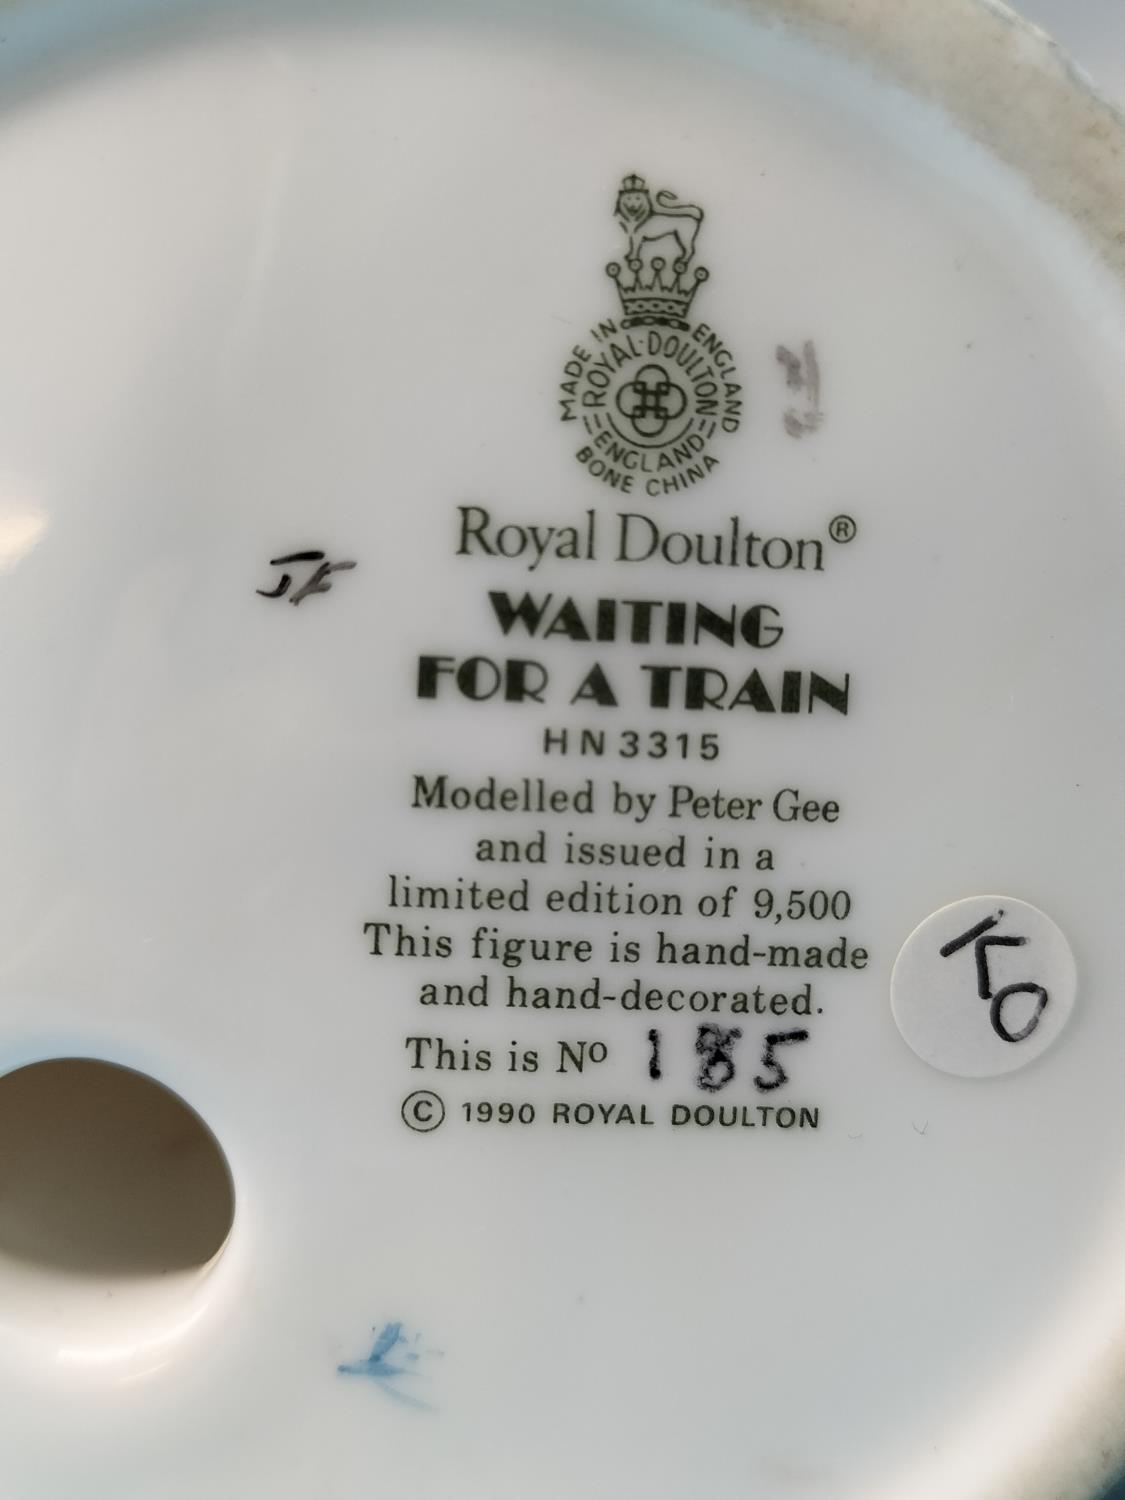 MADE IN ENGLAND
ROYAL·DOULTON
ENGLAND
BONE CHINA
Royal Doulton®
WAITING
FOR A TRAIN
HN3315
Modelled by Peter Gee
and issued in a
limited edition of 9,500
This figure is hand-made
and hand-decorated.
This is Nº 185
© 1990 ROYAL DOULTON